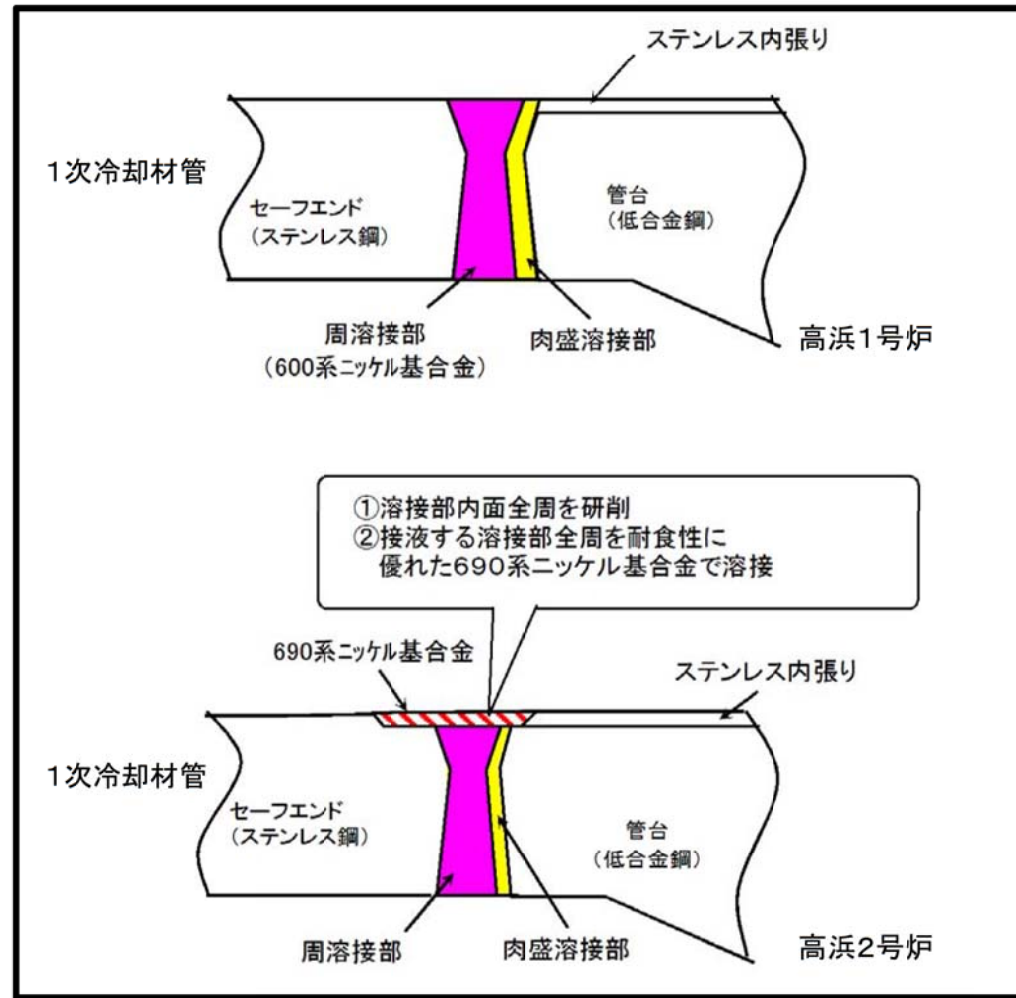 ステンレス内張り
1次冷却材管
セーフエンド
(ステンレス鋼)
管台
(低合金鋼)
周溶接部
(600系ニッケル基合金)
肉盛溶接部
高浜1号炉
①溶接部内面全周を研削
②接液する溶接部全周を耐食性に
優れた690系ニッケル基合金で溶接
690系ニッケル基合金
ステンレス内張り
1次冷却材管
セーフエンド
(ステンレス鋼)
管台
(低合金鋼)
周溶接部
肉盛溶接部
高浜2号炉